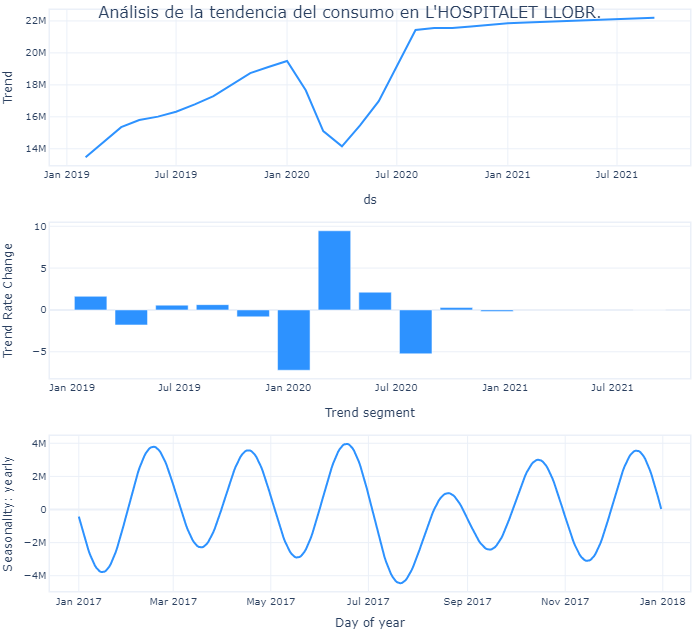 Análisis de la tendencia del consumo en L'HOSPITALET LLOBR.
22M
20M
18M
16M
14M
Trend
Jan 2019 Jul 2019 Jan 2020 Jul 2020 Jan 2021 Jul 2021
ds
10
5
0
−5
Trend Rate Change
Jan 2019 Jul 2019 Jan 2020 Jul 2020 Jan 2021 Jul 2021
Trend segment
4M
2M
0
−2M
−4M
Seasonality: yearly
Jan 2017 Mar 2017 May 2017 Jul 2017 Sep 2017 Nov 2017 Jan 2018
Day of year